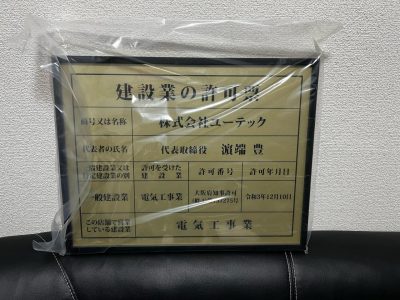 建設業の許可票
商号又は名称 株式会社ユーテック
代表者の氏名 代表取締役 濵端 豊
一般建設業又は 許可を受けた 許可番号 許可年月日
特定建設業の別 建設業
一般建設業 電気工事業 大阪府知事許可 令和3年12月10日
この店舗で営業 電気工事業
している建設業